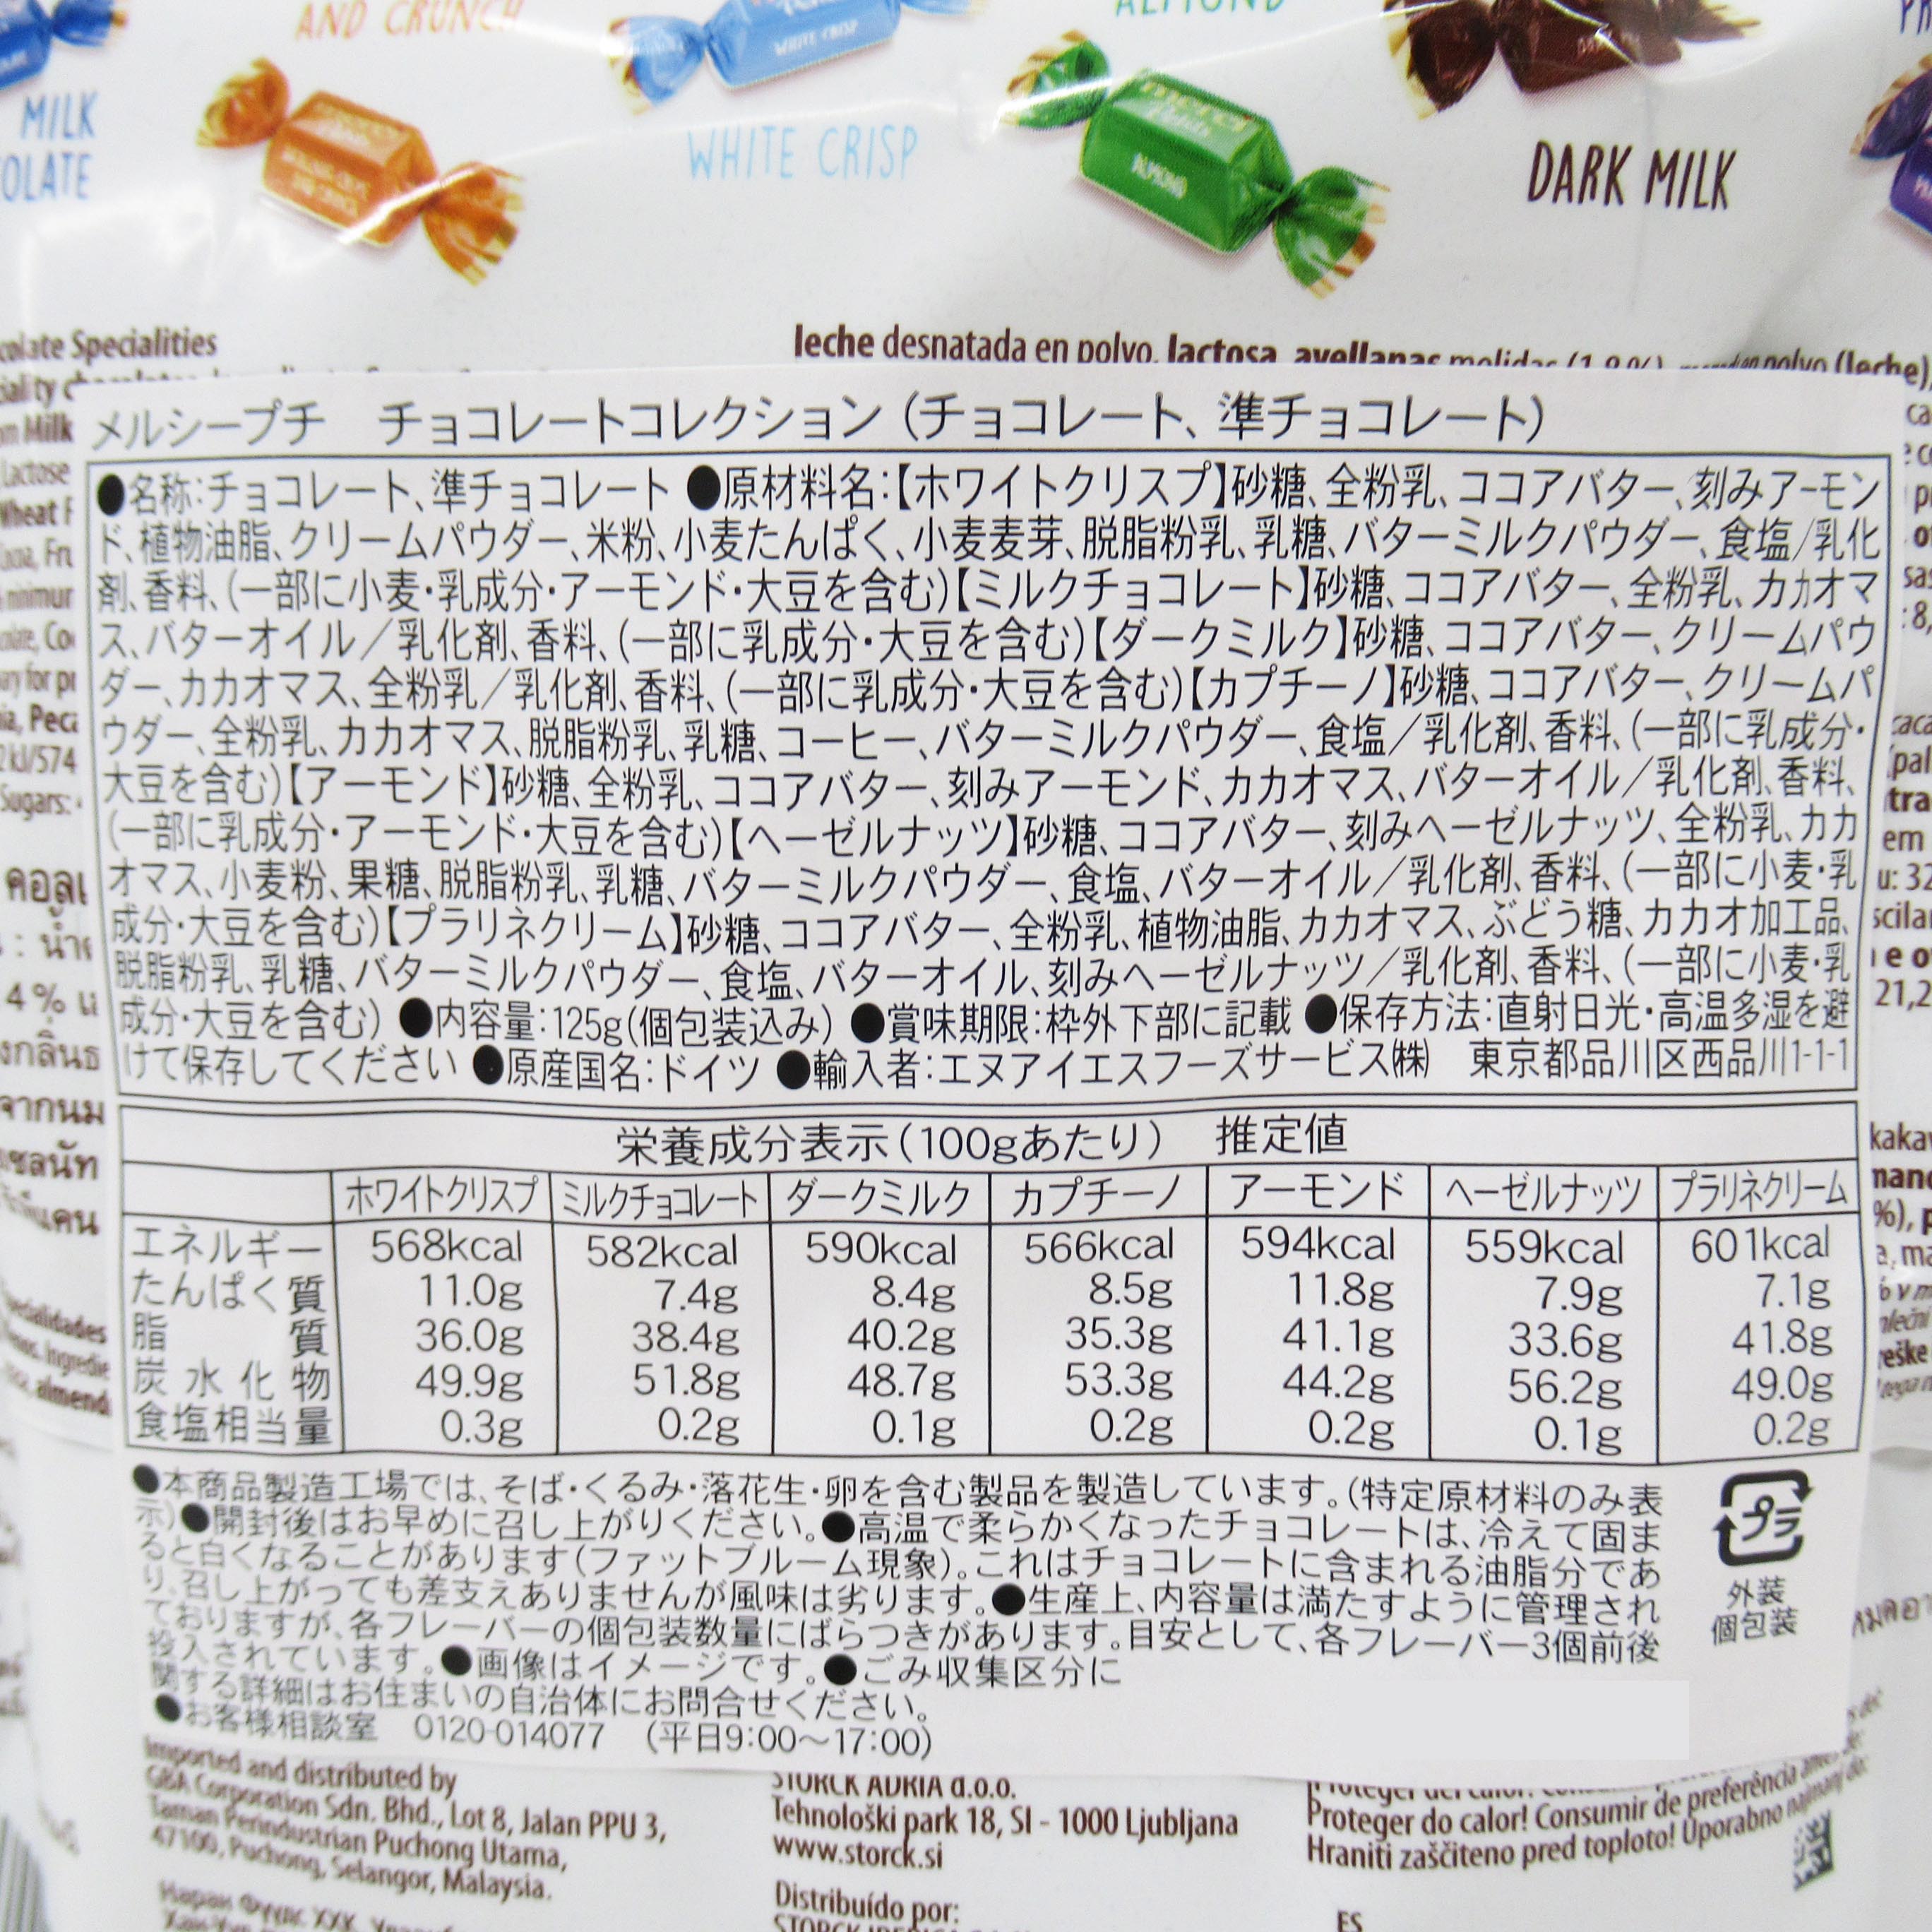 AND CRUNCH
MILK
WHITE CRISP
ALMOND
DARK MILK
leche desnatada en polvo, lactosa, avellanas
メルシープチ　チョコレートコレクション（チョコレート、準チョコレート）
●名称：チョコレート、準チョコレート ●原材料名：【ホワイトクリスプ】砂糖、全粉乳、ココアバター、刻みアーモン
ド、植物油脂、クリームパウダー、米粉、小麦たんぱく、小麦麦芽、脱脂粉乳、乳糖、バターミルクパウダー、食塩/乳化
剤、香料、（一部に小麦・乳成分・アーモンド・大豆を含む）【ミルクチョコレート】砂糖、ココアバター、全粉乳、カカオマ
ス、バターオイル／乳化剤、香料、（一部に乳成分・大豆を含む）【ダークミルク】砂糖、ココアバター、クリームパウ
ダー、カカオマス、全粉乳／乳化剤、香料、（一部に乳成分・大豆を含む）【カプチーノ】砂糖、ココアバター、クリームパ
ウダー、全粉乳、カカオマス、脱脂粉乳、乳糖、コーヒー、バターミルクパウダー、食塩／乳化剤、香料、（一部に乳成分・
大豆を含む）【アーモンド】砂糖、全粉乳、ココアバター、刻みアーモンド、カカオマス、バターオイル／乳化剤、香料、
（一部に乳成分・アーモンド・大豆を含む）【ヘーゼルナッツ】砂糖、ココアバター、刻みヘーゼルナッツ、全粉乳、カカ
オマス、小麦粉、果糖、脱脂粉乳、乳糖、バターミルクパウダー、食塩、バターオイル／乳化剤、香料、（一部に小麦・乳
成分・大豆を含む）【プラリネクリーム】砂糖、ココアバター、全粉乳、植物油脂、カカオマス、ぶどう糖、カカオ加工品、
脱脂粉乳、乳糖、バターミルクパウダー、食塩、バターオイル、刻みヘーゼルナッツ／乳化剤、香料、（一部に小麦・乳
成分・大豆を含む） ●内容量：125g（個包装込み） ●賞味期限：枠外下部に記載 ●保存方法：直射日光・高温多湿を避
けて保存してください ●原産国名：ドイツ ●輸入者：エヌアイエスフーズサービス㈱　東京都品川区西品川1-1-1
栄養成分表示（100gあたり）　推定値
ホワイトクリスプ ミルクチョコレート ダークミルク カプチーノ アーモンド ヘーゼルナッツ プラリネクリーム
エネルギー 568kcal 582kcal 590kcal 566kcal 594kcal 559kcal 601kcal
たんぱく質 11.0g 7.4g 8.4g 8.5g 11.8g 7.9g 7.1g
脂質 36.0g 38.4g 40.2g 35.3g 41.1g 33.6g 41.8g
炭水化物 49.9g 51.8g 48.7g 53.3g 44.2g 56.2g 49.0g
食塩相当量 0.3g 0.2g 0.1g 0.2g 0.2g 0.1g 0.2g
●本商品製造工場では、そば・くるみ・落花生・卵を含む製品を製造しています。（特定原材料のみ表
示）●開封後はお早めに召し上がりください。●高温で柔らかくなったチョコレートは、冷えて固ま
ると白くなることがあります（ファットブルーム現象）。これはチョコレートに含まれる油脂分であ
り、召し上がっても差支えありませんが風味は劣ります。●生産上、内容量は満たすように管理され
ておりますが、各フレーバーの個包装数量にばらつきがあります。目安として、各フレーバー3個前後
投入されています。●画像はイメージです。●ごみ収集区分に
関する詳細はお住まいの自治体にお問合せください。
●お客様相談室　0120-014077　（平日9：00～17：00）
プラ
外装
個包装
Imported and distributed by
GBA Corporation Sdn. Bhd., Lot 8, Jalan PPU 3,
Taman Perindustrian Puchong Utama,
47100, Puchong, Selangor, Malaysia.
STORCK ADRIA d.o.o.
Tehnološki park 18, SI - 1000 Ljubljana
www.storck.si
Distribuído por:
Proteger do calor! Consumir de preferência
Hraniti zaščiteno pred toploto! Uporabno najmanj do:
ES